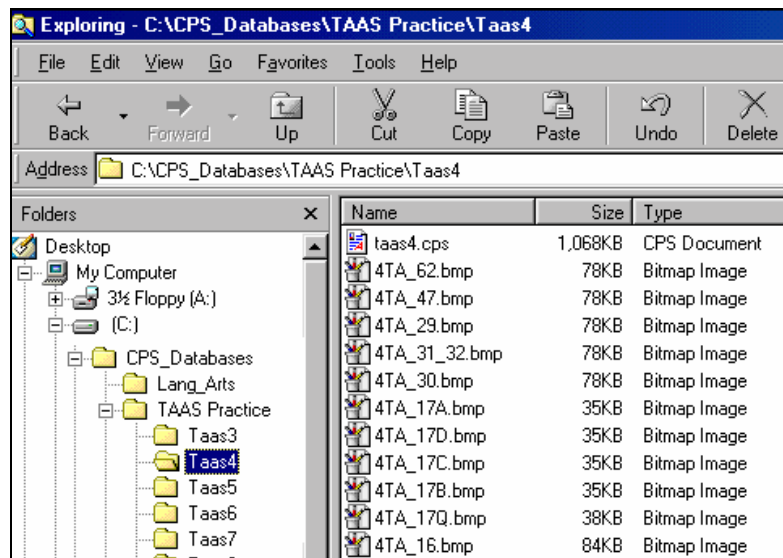 Exploring - C:\CPS_Databases\TAAS Practice\Taas4
File Edit View Go Favorites Tools Help
Back Forward Up Cut Copy Paste Undo Delete
Address C:\CPS_Databases\TAAS Practice\Taas4
Folders x Name Size Type
Desktop
My Computer
3½ Floppy (A:)
(C:)
CPS_Databases
Lang_Arts
TAAS Practice
Taas3
Taas4
Taas5
Taas6
Taas7
taas4.cps 1,068KB CPS Document
4TA_62.bmp 78KB Bitmap Image
4TA_47.bmp 78KB Bitmap Image
4TA_29.bmp 78KB Bitmap Image
4TA_31_32.bmp 78KB Bitmap Image
4TA_30.bmp 78KB Bitmap Image
4TA_17A.bmp 35KB Bitmap Image
4TA_17D.bmp 35KB Bitmap Image
4TA_17C.bmp 35KB Bitmap Image
4TA_17B.bmp 35KB Bitmap Image
4TA_17Q.bmp 38KB Bitmap Image
4TA_16.bmp 84KB Bitmap Image